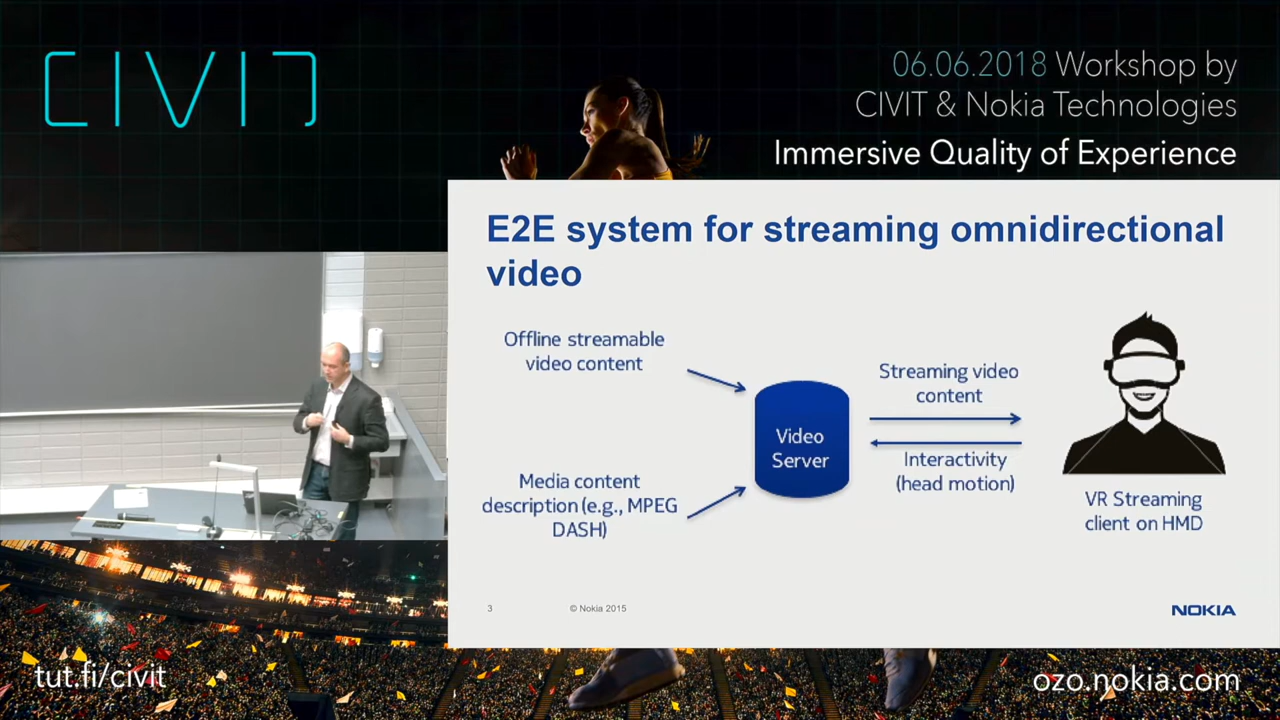 CIVIT
06.06.2018 Workshop by
CIVIT & Nokia Technologies
Immersive Quality of Experience
E2E system for streaming omnidirectional
video
Offline streamable
video content
Media content
description (e.g., MPEG
DASH)
Video
Server
Streaming video
content
Interactivity
(head motion)
VR Streaming
client on HMD
3
© Nokia 2015
NOKIA
tut.fi/civit
ozo.nokia.com